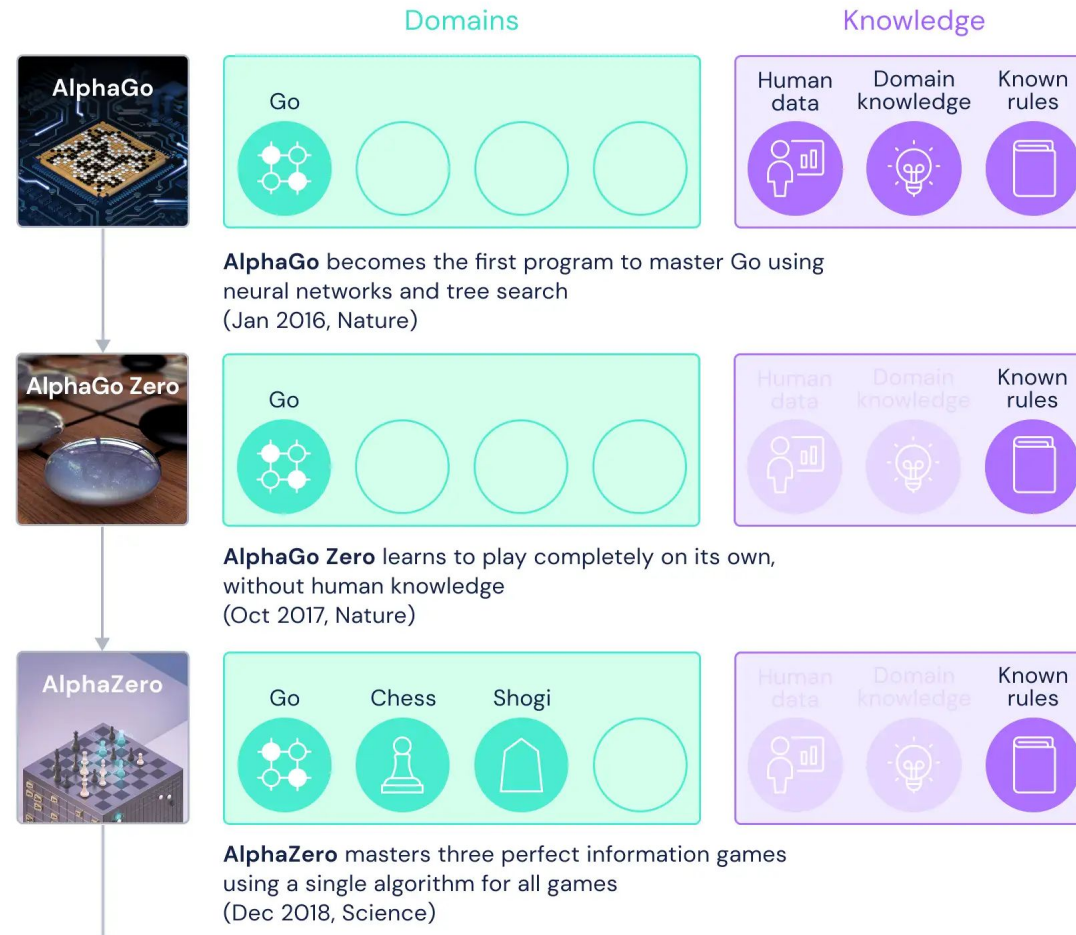 Domains
Knowledge
AlphaGo
Go
Human
data
Domain
knowledge
Known
rules
AlphaGo becomes the first program to master Go using
neural networks and tree search
(Jan 2016, Nature)
AlphaGo Zero
Go
Human
data
Domain
knowledge
Known
rules
AlphaGo Zero learns to play completely on its own,
without human knowledge
(Oct 2017, Nature)
AlphaZero
Go
Chess
Shogi
Human
data
Domain
knowledge
Known
rules
AlphaZero masters three perfect information games
using a single algorithm for all games
(Dec 2018, Science)